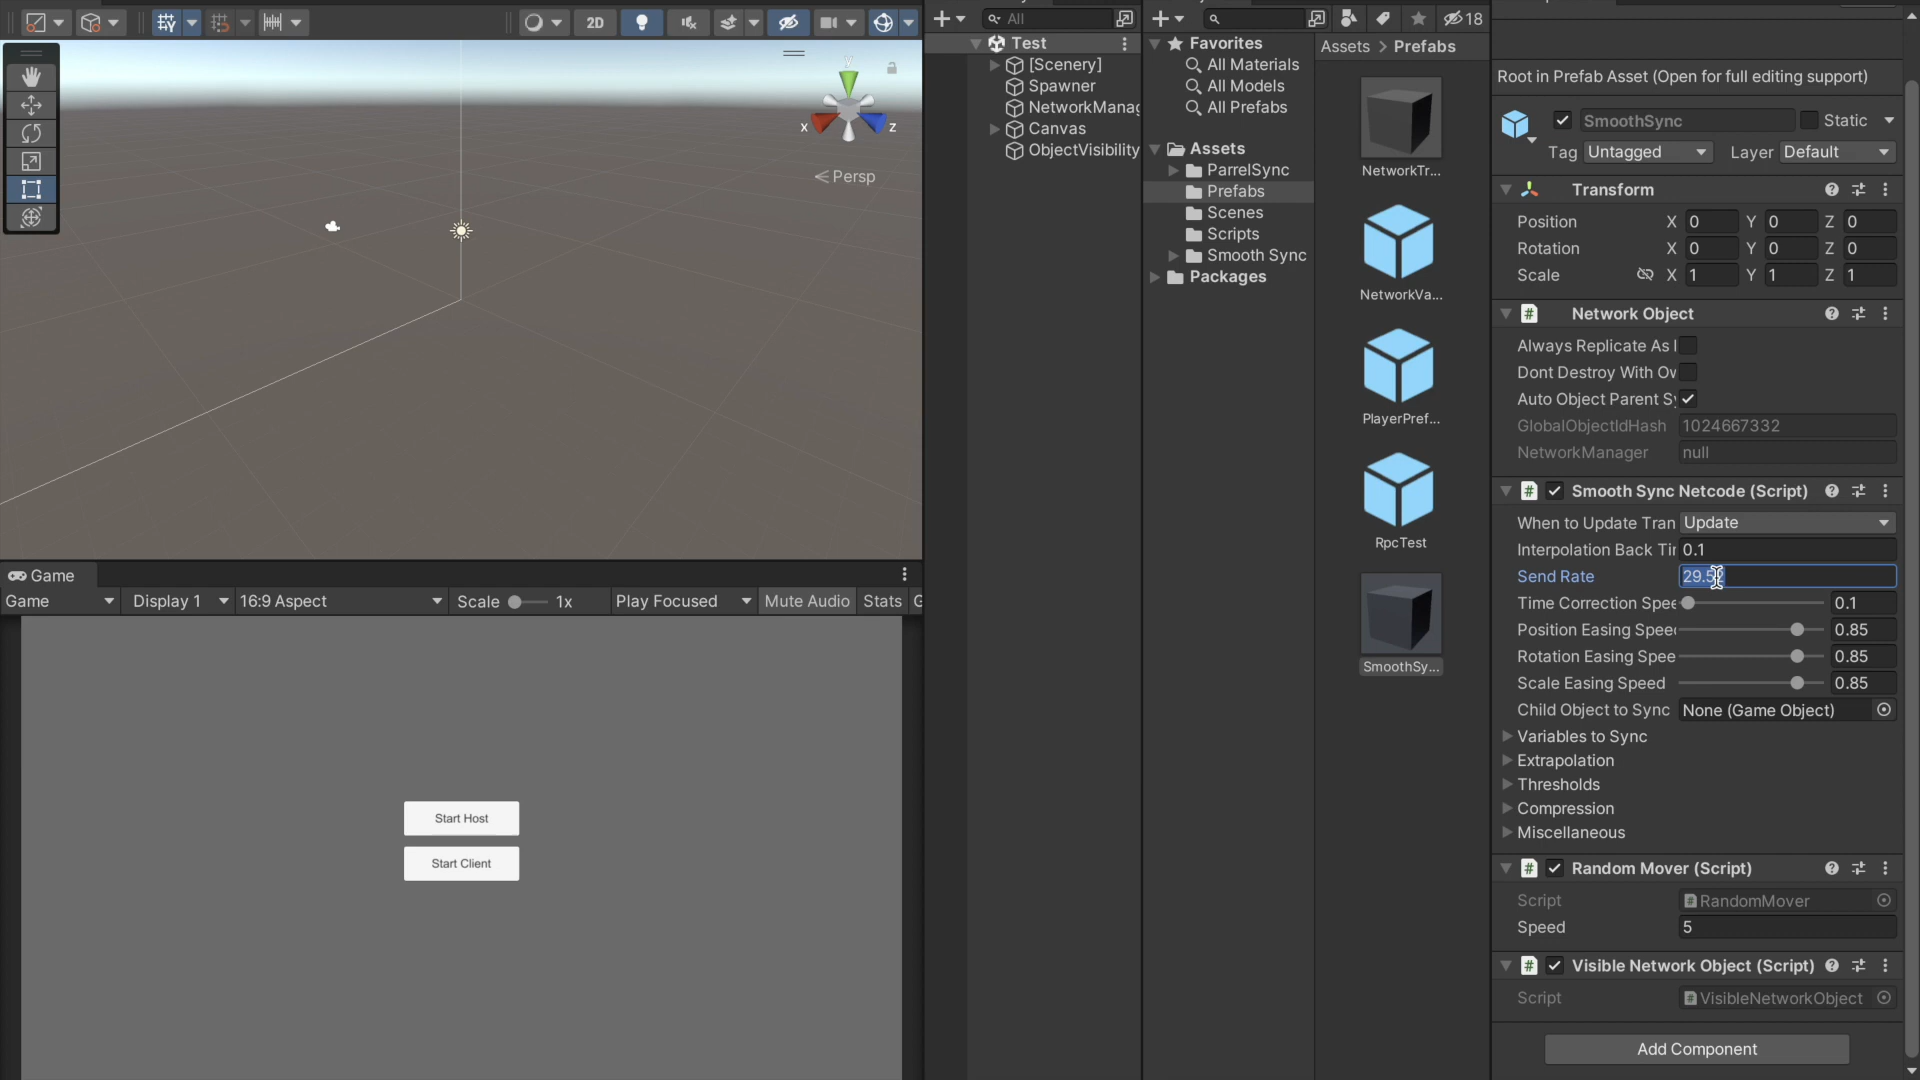 2D
All
18
Test
[Scenery]
Spawner
NetworkManag
Canvas
ObjectVisibility
y
x
z
Persp
Favorites
All Materials
All Models
All Prefabs
Assets
ParrelSync
Prefabs
Scenes
Scripts
Smooth Sync
Packages
Assets > Prefabs
NetworkTr...
NetworkVa...
PlayerPref...
RpcTest
SmoothSy...
Root in Prefab Asset (Open for full editing support)
SmoothSync
Static
Tag Untagged
Layer Default
Transform
Position X 0 Y 0 Z 0
Rotation X 0 Y 0 Z 0
Scale X 1 Y 1 Z 1
# Network Object
Always Replicate As
Dont Destroy With Ow
Auto Object Parent Sy
GlobalObjectIdHash 1024667332
NetworkManager null
# Smooth Sync Netcode (Script)
When to Update Tran Update
Interpolation Back Tir 0.1
Send Rate 29.5
Time Correction Spee 0.1
Position Easing Speed 0.85
Rotation Easing Spee 0.85
Scale Easing Speed 0.85
Child Object to Sync None (Game Object)
Variables to Sync
Extrapolation
Thresholds
Compression
Miscellaneous
# Random Mover (Script)
Script # RandomMover
Speed 5
# Visible Network Object (Script)
Script # VisibleNetworkObject
Add Component
Game
Game Display 1 16:9 Aspect Scale 1x Play Focused Mute Audio Stats G
Start Host
Start Client